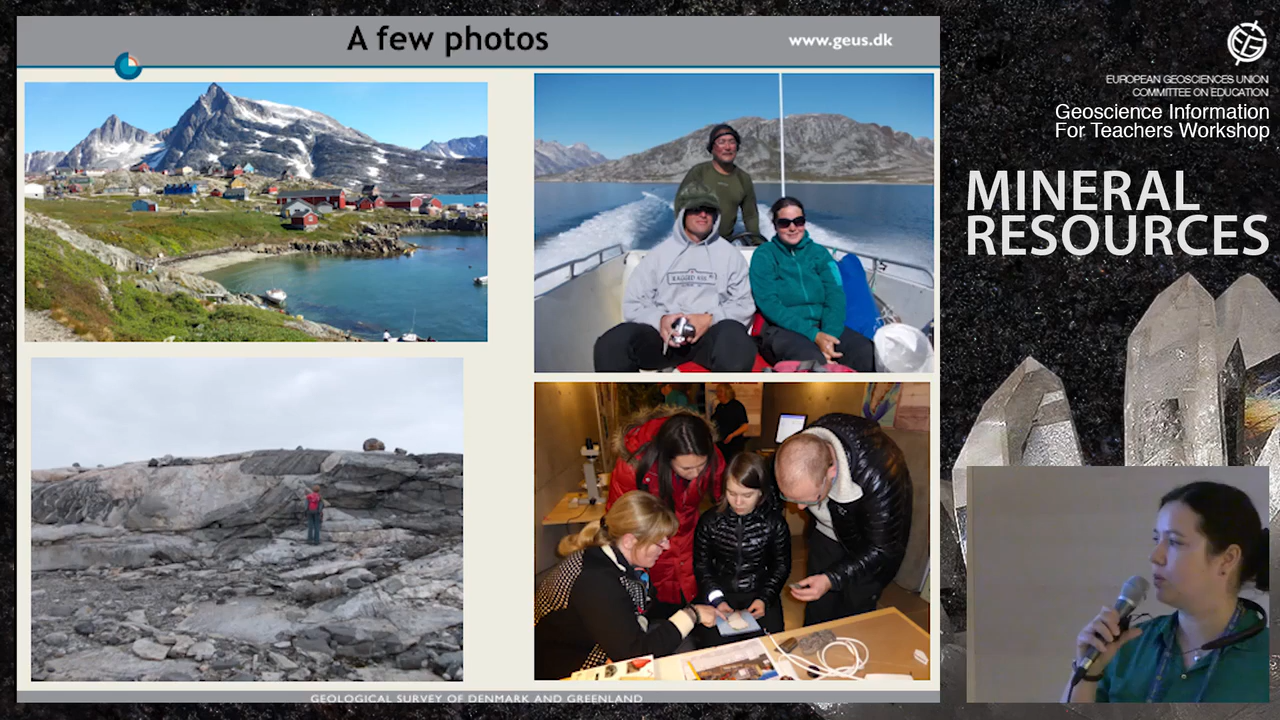 A few photos
www.geus.dk
GEOLOGICAL SURVEY OF DENMARK AND GREENLAND
EUROPEAN GEOSCIENCES UNION
COMMITTEE ON EDUCATION
Geoscience Information
For Teachers Workshop
MINERAL
RESOURCES